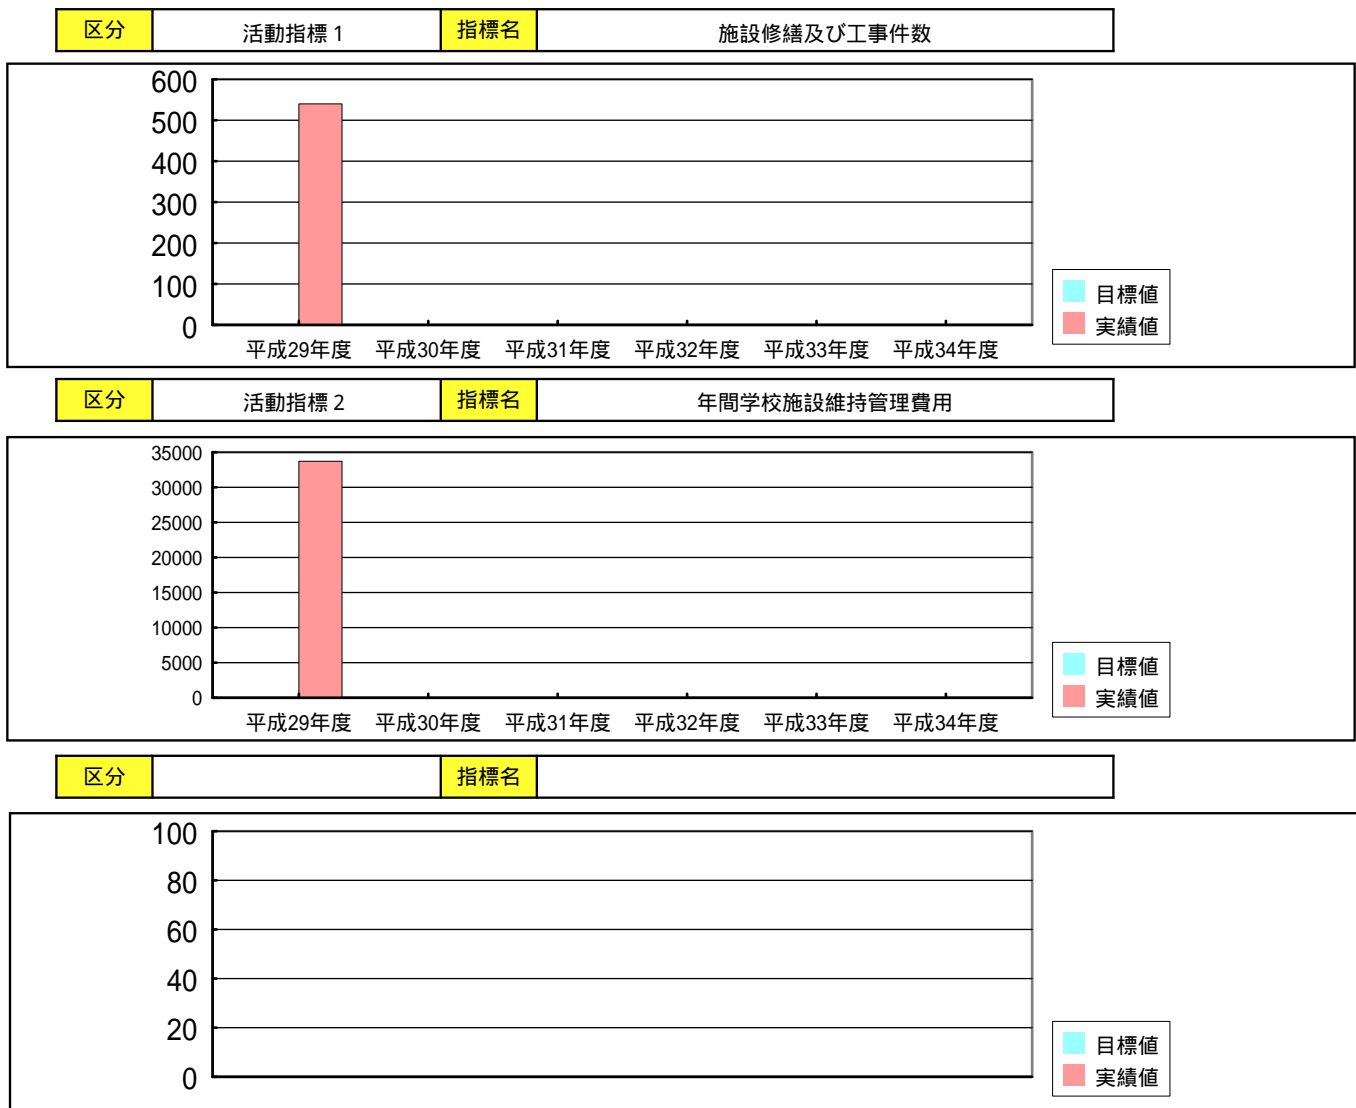 区分 活動指標1 指標名 施設修繕及び工事件数
600
500
400
300
200
100
0
平成29年度 平成30年度 平成31年度 平成32年度 平成33年度 平成34年度
目標値
実績値
区分 活動指標2 指標名 年間学校施設維持管理費用
35000
30000
25000
20000
15000
10000
5000
0
平成29年度 平成30年度 平成31年度 平成32年度 平成33年度 平成34年度
目標値
実績値
区分 指標名
100
80
60
40
20
0
目標値
実績値